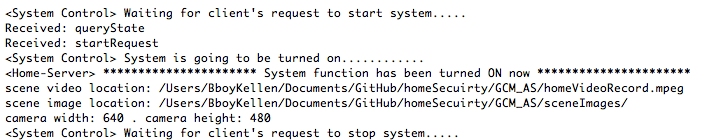 <System Control> Waiting for client's request to start system.....
Received: queryState
Received: startRequest
<System Control> System is going to be turned on............
<Home-Server> ********************** System function has been turned ON now **********************
scene video location: /Users/BboyKellen/Documents/GitHub/homeSecuirty/GCM_AS/homeVideoRecord.mpeg
scene image location: /Users/BboyKellen/Documents/GitHub/homeSecuirty/GCM_AS/sceneImages/
camera width: 640 . camera height: 480
<System Control> Waiting for client's request to stop system.....